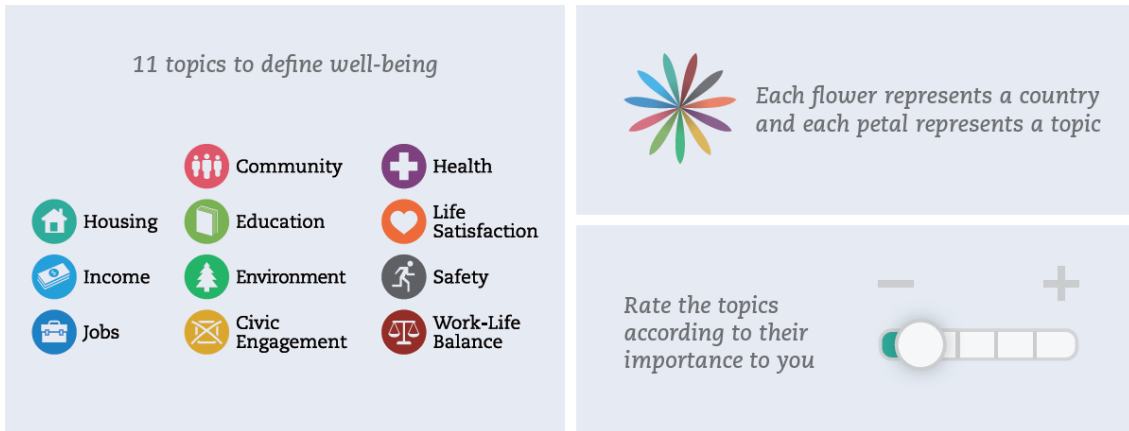 11 topics to define well-being
Community
Health
Housing
Education
Life
Satisfaction
Income
Environment
Safety
Jobs
Civic
Engagement
Work-Life
Balance
Each flower represents a country
and each petal represents a topic
Rate the topics
according to their
importance to you